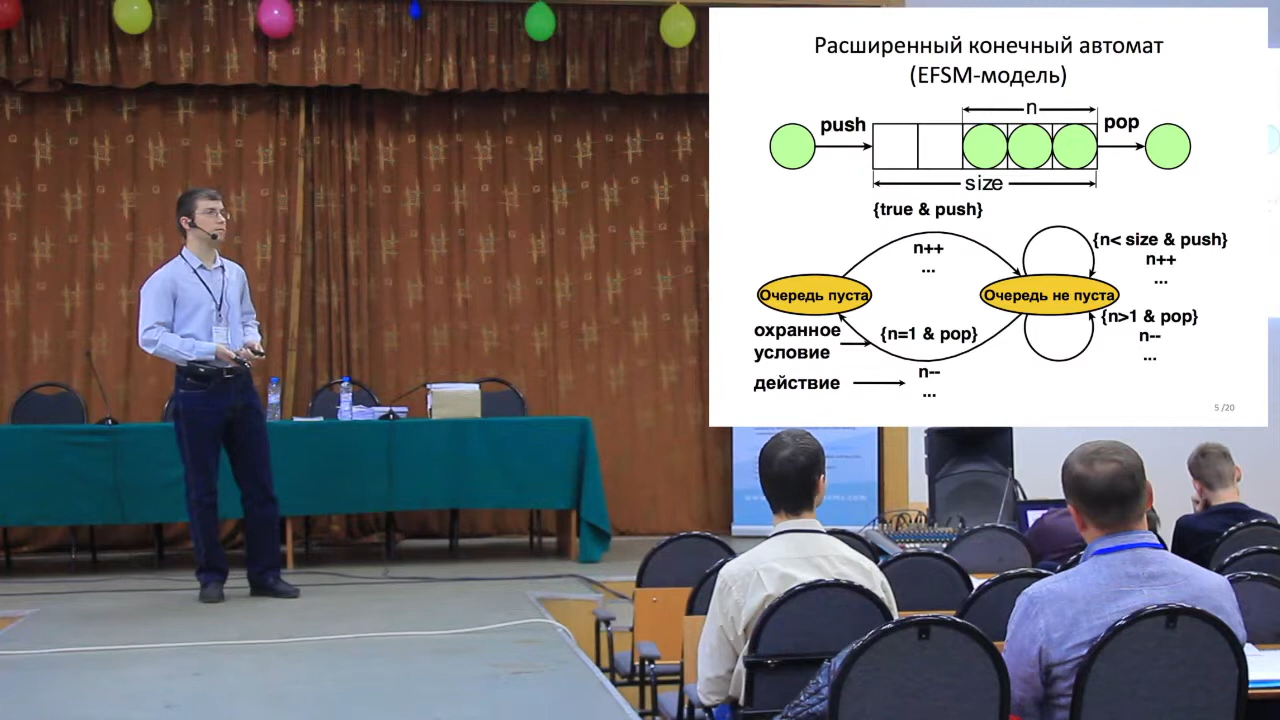 Расширенный конечный автомат
(EFSM-модель)
n
push
pop
size
{true & push}
n++
...
{n< size & push}
n++
...
Очередь пуста
Очередь не пуста
охранное
условие
{n=1 & pop}
{n>1 & pop}
n--
...
действие
n--
...
5 /20